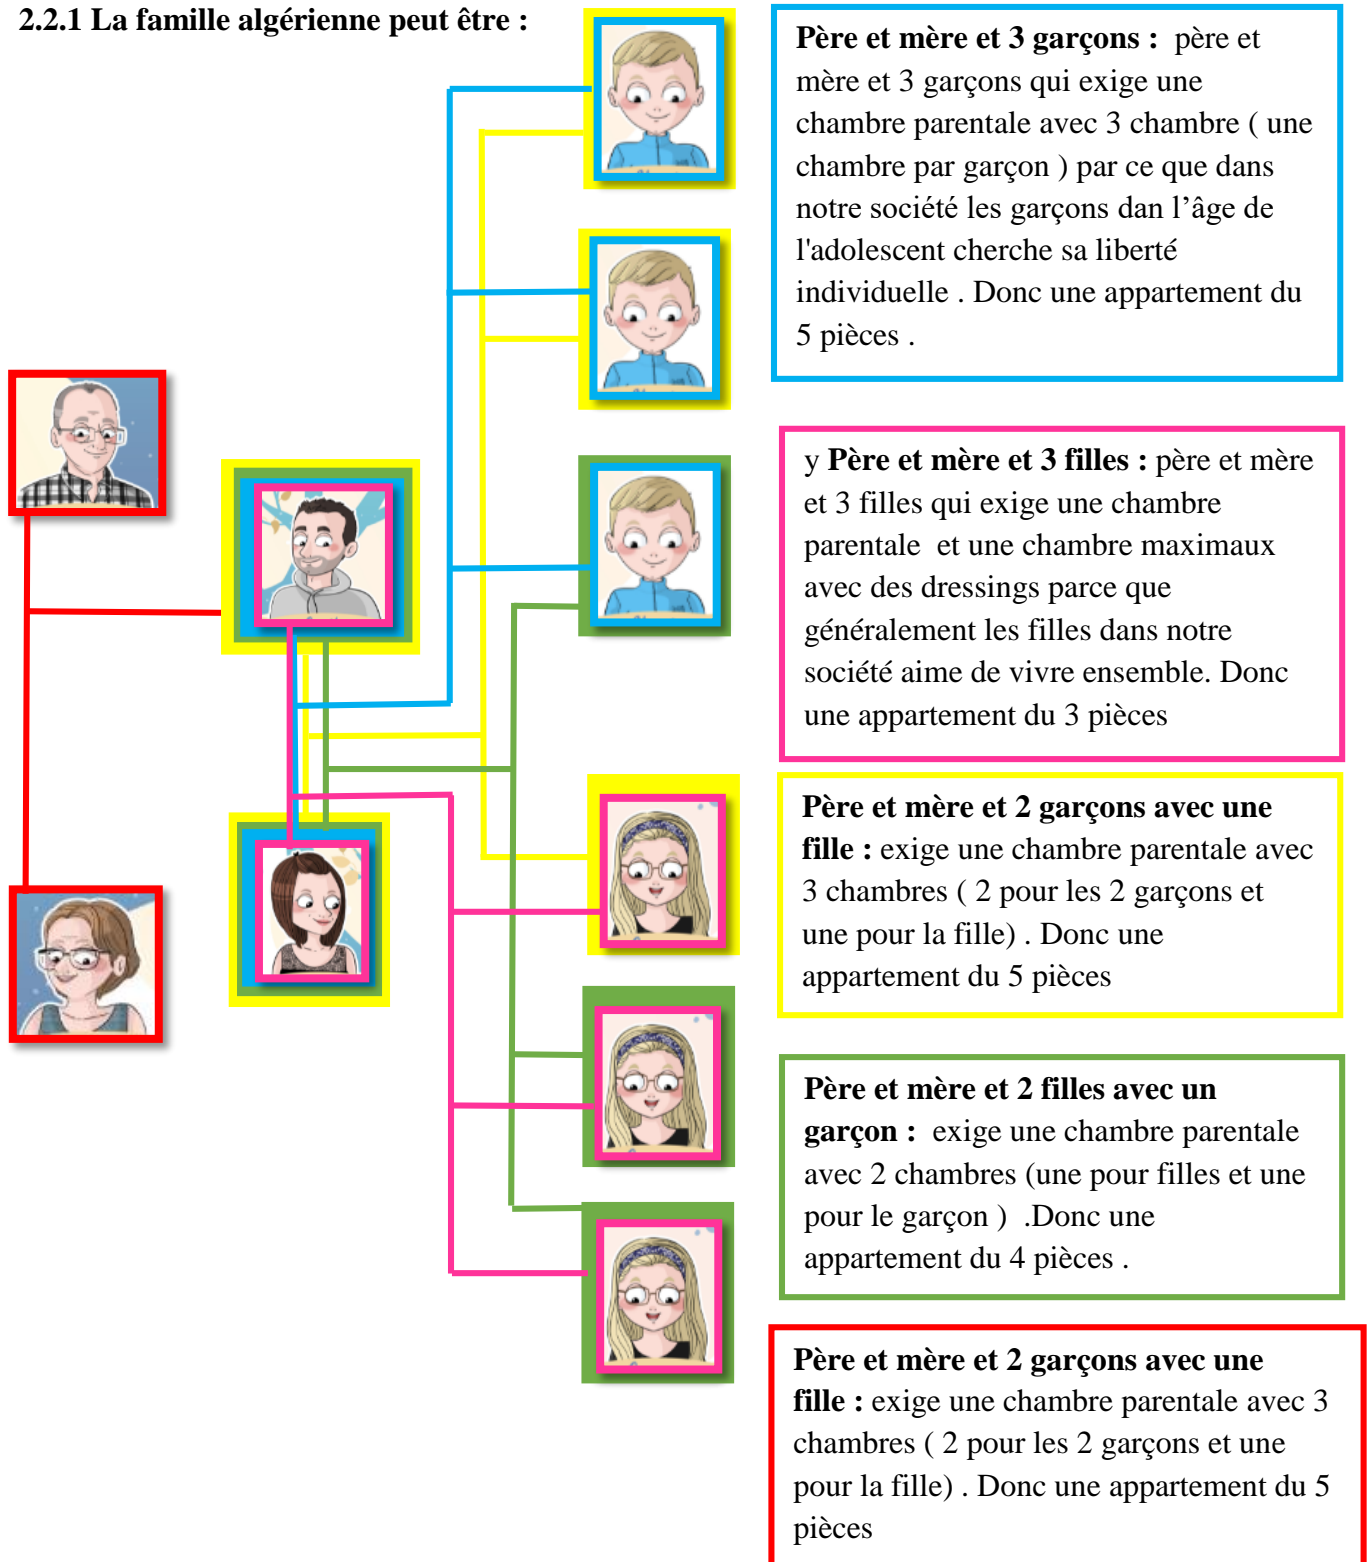 2.2.1 La famille algérienne peut être :
Père et mère et 3 garçons : père et
mère et 3 garçons qui exige une
chambre parentale avec 3 chambre ( une
chambre par garçon ) par ce que dans
notre société les garçons dan l’âge de
l'adolescent cherche sa liberté
individuelle . Donc une appartement du
5 pièces .
y Père et mère et 3 filles : père et mère
et 3 filles qui exige une chambre
parentale et une chambre maximaux
avec des dressings parce que
généralement les filles dans notre
société aime de vivre ensemble. Donc
une appartement du 3 pièces
Père et mère et 2 garçons avec une
fille : exige une chambre parentale avec
3 chambres ( 2 pour les 2 garçons et
une pour la fille) . Donc une
appartement du 5 pièces
Père et mère et 2 filles avec un
garçon : exige une chambre parentale
avec 2 chambres (une pour filles et une
pour le garçon ) .Donc une
appartement du 4 pièces .
Père et mère et 2 garçons avec une
fille : exige une chambre parentale avec 3
chambres ( 2 pour les 2 garçons et une
pour la fille) . Donc une appartement du 5
pièces